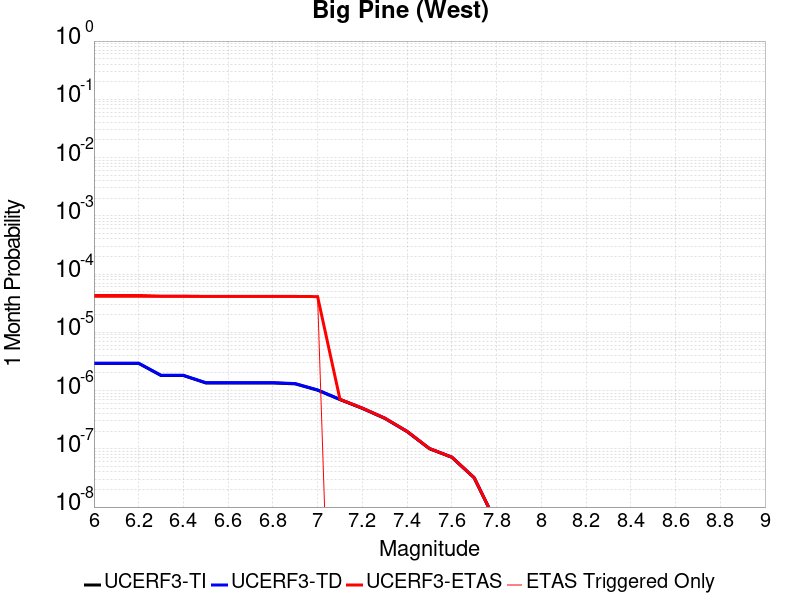 Big Pine (West)
10 0
10 -1
10 -2
10 -3
10 -4
10 -5
10 -6
10 -7
10 -8
1 Month Probability
6 6.2 6.4 6.6 6.8 7 7.2 7.4 7.6 7.8 8 8.2 8.4 8.6 8.8 9
Magnitude
UCERF3-TI UCERF3-TD UCERF3-ETAS ETAS Triggered Only